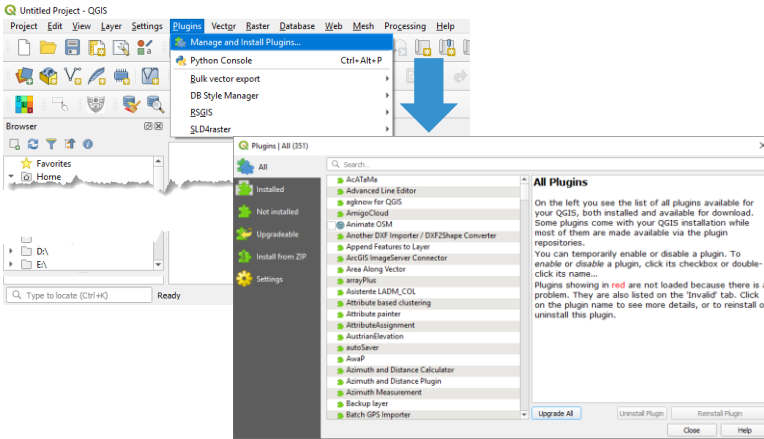 Untitled Project - QGIS
Project Edit View Layer Settings Plugins Vector Raster Database Web Mesh Processing Help
Manage and Install Plugins...
Python Console Ctrl+Alt+P
Bulk vector export
DB Style Manager
RSGIS
SLD4raster
Browser
Favorites
Home
D:\
E:\
Type to locate (Ctrl+K) Ready
Plugins | All (351)
All
Installed
Not installed
Upgradeable
Install from ZIP
Settings
Search...
AcATaMa
Advanced Line Editor
agknow for QGIS
AmigoCloud
Animate OSM
Another DXF Importer / DXF2Shape Converter
Append Features to Layer
ArcGIS ImageServer Connector
Area Along Vector
arrayPlus
Asistente LADM_COL
Attribute based clustering
Attribute painter
AttributeAssignment
AustrianElevation
autoSaver
AwaP
Azimuth and Distance Calculator
Azimuth and Distance Plugin
Azimuth Measurement
Backup layer
Batch GPS Importer
All Plugins
On the left you see the list of all plugins available for
your QGIS, both installed and available for download.
Some plugins come with your QGIS installation while
most of them are made available via the plugin
repositories.
You can temporarily enable or disable a plugin. To
enable or disable a plugin, click its checkbox or double-
click its name...
Plugins showing in red are not loaded because there is a
problem. They are also listed on the 'Invalid' tab. Click
on the plugin name to see more details, or to reinstall o
uninstall this plugin.
Upgrade All Uninstall Plugin Reinstall Plugin
Close Help